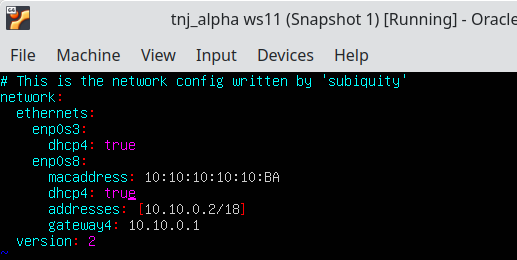 tnj_alpha ws11 (Snapshot 1) [Running] - Oracle
File Machine View Input Devices Help
# This is the network config written by 'subiquity'
network:
  ethernets:
    enp0s3:
      dhcp4: true
    enp0s8:
      macaddress: 10:10:10:10:10:BA
      dhcp4: true
      addresses: [10.10.0.2/18]
      gateway4: 10.10.0.1
  version: 2
~